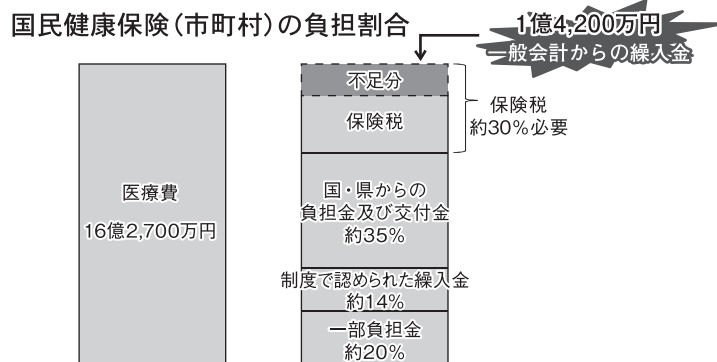 国民健康保険(市町村)の負担割合
1億4,200万円
一般会計からの繰入金
不足分
保険税
保険税
約30%必要
医療費
16億2,700万円
国・県からの
負担金及び交付金
約35%
制度で認められた繰入金
約14%
一部負担金
約20%